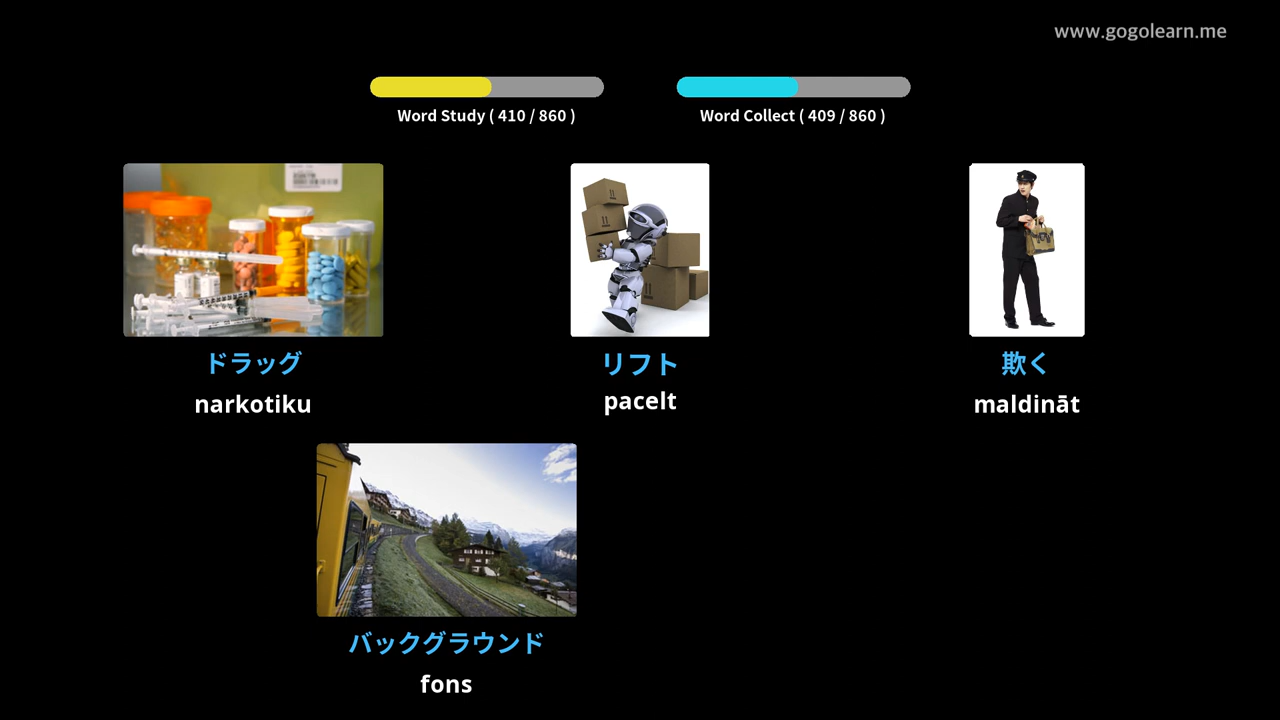 www.gogolearn.me
Word Study ( 410 / 860 )
Word Collect ( 409 / 860 )
ドラッグ
narkotiku
リフト
pacelt
欺く
maldināt
バックグラウンド
fons